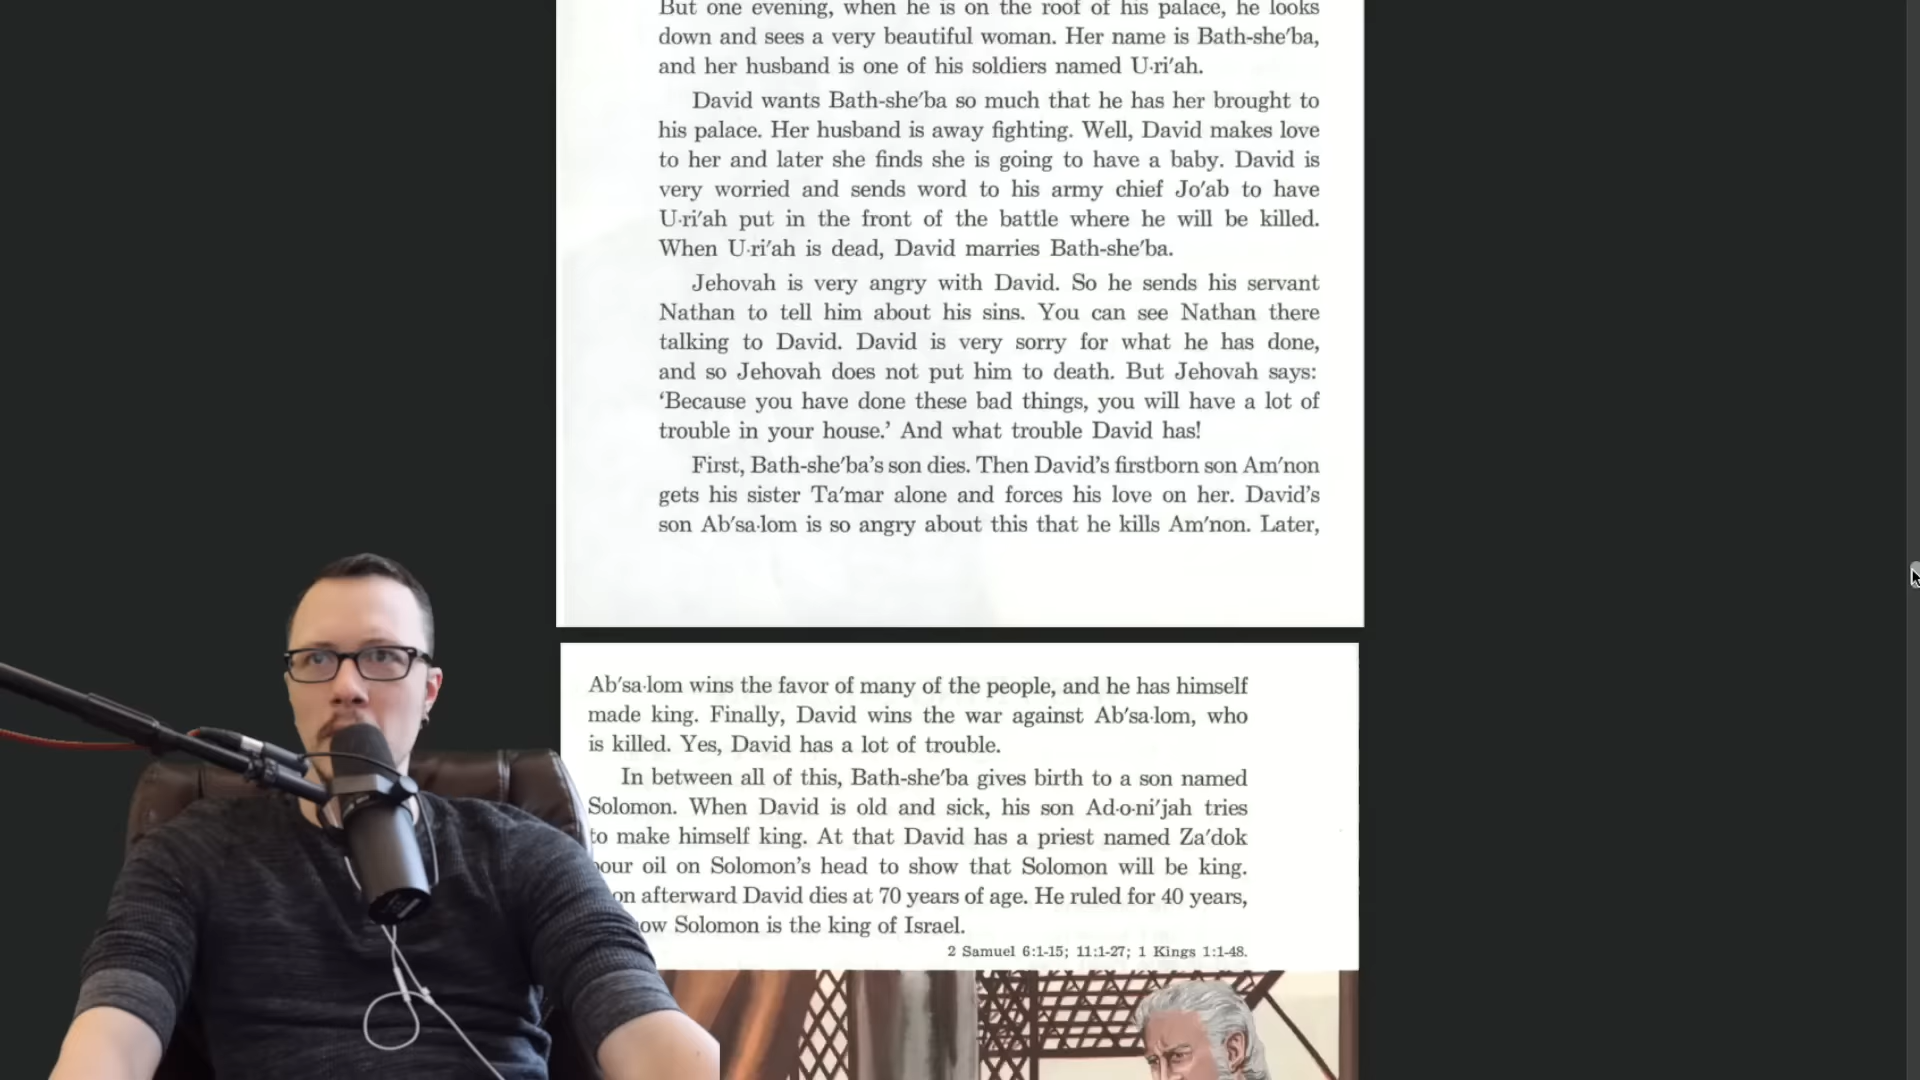 But one evening, when he is on the roof of his palace, he looks
down and sees a very beautiful woman. Her name is Bath-she′ba,
and her husband is one of his soldiers named U·ri′ah.
David wants Bath-she′ba so much that he has her brought to
his palace. Her husband is away fighting. Well, David makes love
to her and later she finds she is going to have a baby. David is
very worried and sends word to his army chief Jo′ab to have
U·ri′ah put in the front of the battle where he will be killed.
When U·ri′ah is dead, David marries Bath-she′ba.
Jehovah is very angry with David. So he sends his servant
Nathan to tell him about his sins. You can see Nathan there
talking to David. David is very sorry for what he has done,
and so Jehovah does not put him to death. But Jehovah says:
‘Because you have done these bad things, you will have a lot of
trouble in your house.’ And what trouble David has!
First, Bath-she′ba’s son dies. Then David’s firstborn son Am′non
gets his sister Ta′mar alone and forces his love on her. David’s
son Ab′sa·lom is so angry about this that he kills Am′non. Later,
Ab′sa·lom wins the favor of many of the people, and he has himself
made king. Finally, David wins the war against Ab′sa·lom, who
is killed. Yes, David has a lot of trouble.
In between all of this, Bath-she′ba gives birth to a son named
Solomon. When David is old and sick, his son Ad·o·ni′jah tries
to make himself king. At that David has a priest named Za′dok
our oil on Solomon’s head to show that Solomon will be king.
on afterward David dies at 70 years of age. He ruled for 40 years,
ow Solomon is the king of Israel.
2 Samuel 6:1-15; 11:1-27; 1 Kings 1:1-48.